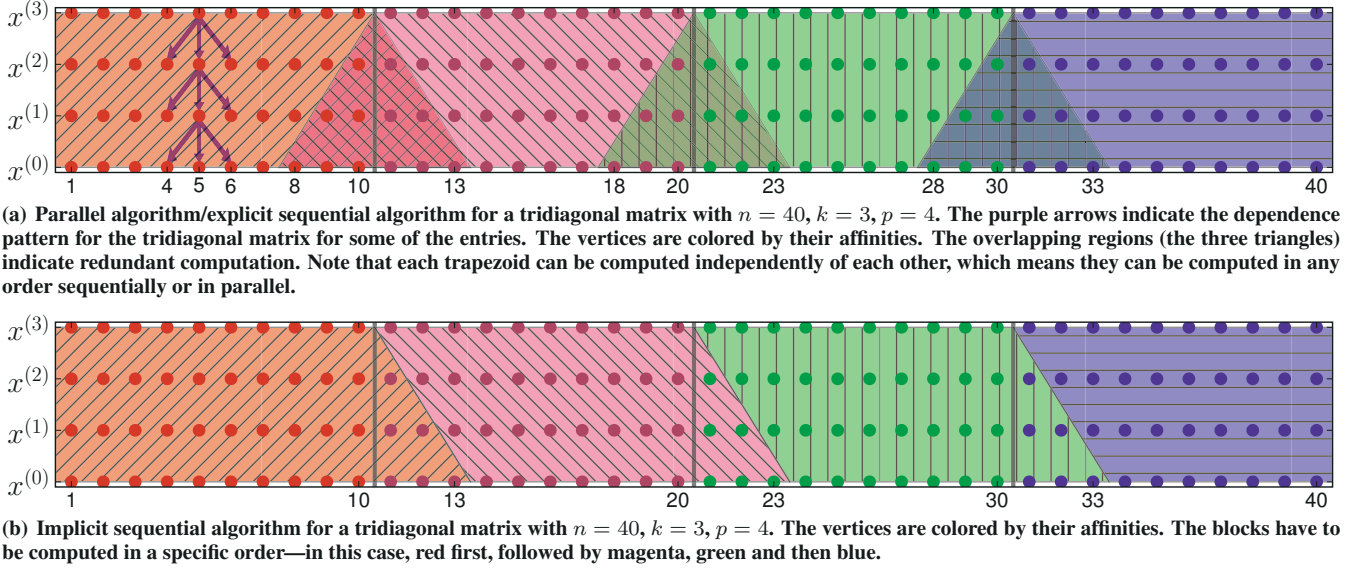 x^(3)
x^(2)
x^(1)
x^(0)
1 4 5 6 8 10 13 18 20 23 28 30 33 40
(a) Parallel algorithm/explicit sequential algorithm for a tridiagonal matrix with n = 40, k = 3, p = 4. The purple arrows indicate the dependence
pattern for the tridiagonal matrix for some of the entries. The vertices are colored by their affinities. The overlapping regions (the three triangles)
indicate redundant computation. Note that each trapezoid can be computed independently of each other, which means they can be computed in any
order sequentially or in parallel.
x^(3)
x^(2)
x^(1)
x^(0)
1 10 13 20 23 30 33 40
(b) Implicit sequential algorithm for a tridiagonal matrix with n = 40, k = 3, p = 4. The vertices are colored by their affinities. The blocks have to
be computed in a specific order—in this case, red first, followed by magenta, green and then blue.